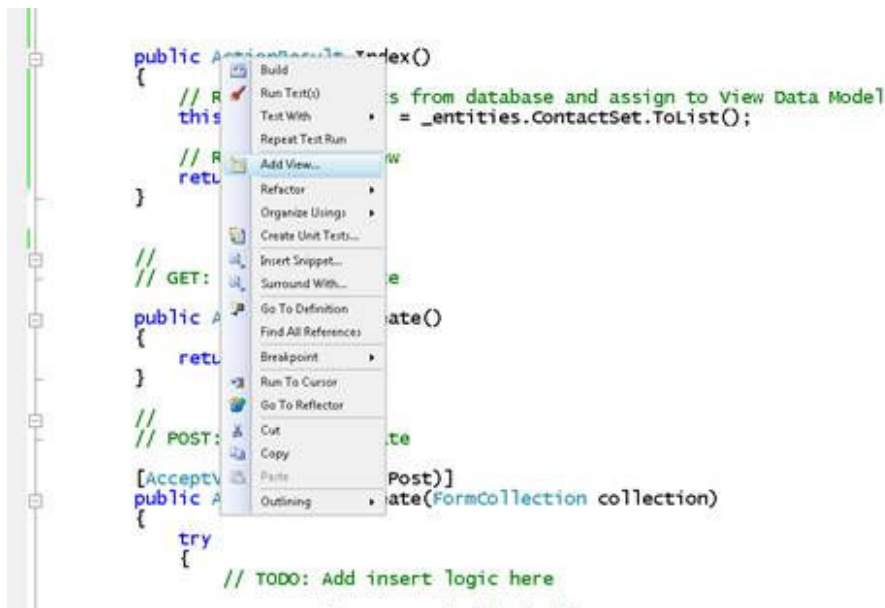 public ActionResult Index()
{
Build
// R
Run Test(s)
s from database and assign to View Data Model
this
Test With
= _entities.ContactSet.ToList();
Repeat Test Run
// R
Add View...
ew
retu
Refactor
}
Organize Usings
Create Unit Tests...
//
Insert Snippet...
// GET:
Surround With...
te
Go To Definition
public A
ate()
Find All References
{
retu
Breakpoint
}
Run To Cursor
Go To Reflector
//
Cut
// POST:
te
Copy
[AcceptV
Paste
Post)]
public A
Outlining
ate(FormCollection collection)
{
try
{
// TODO: Add insert logic here